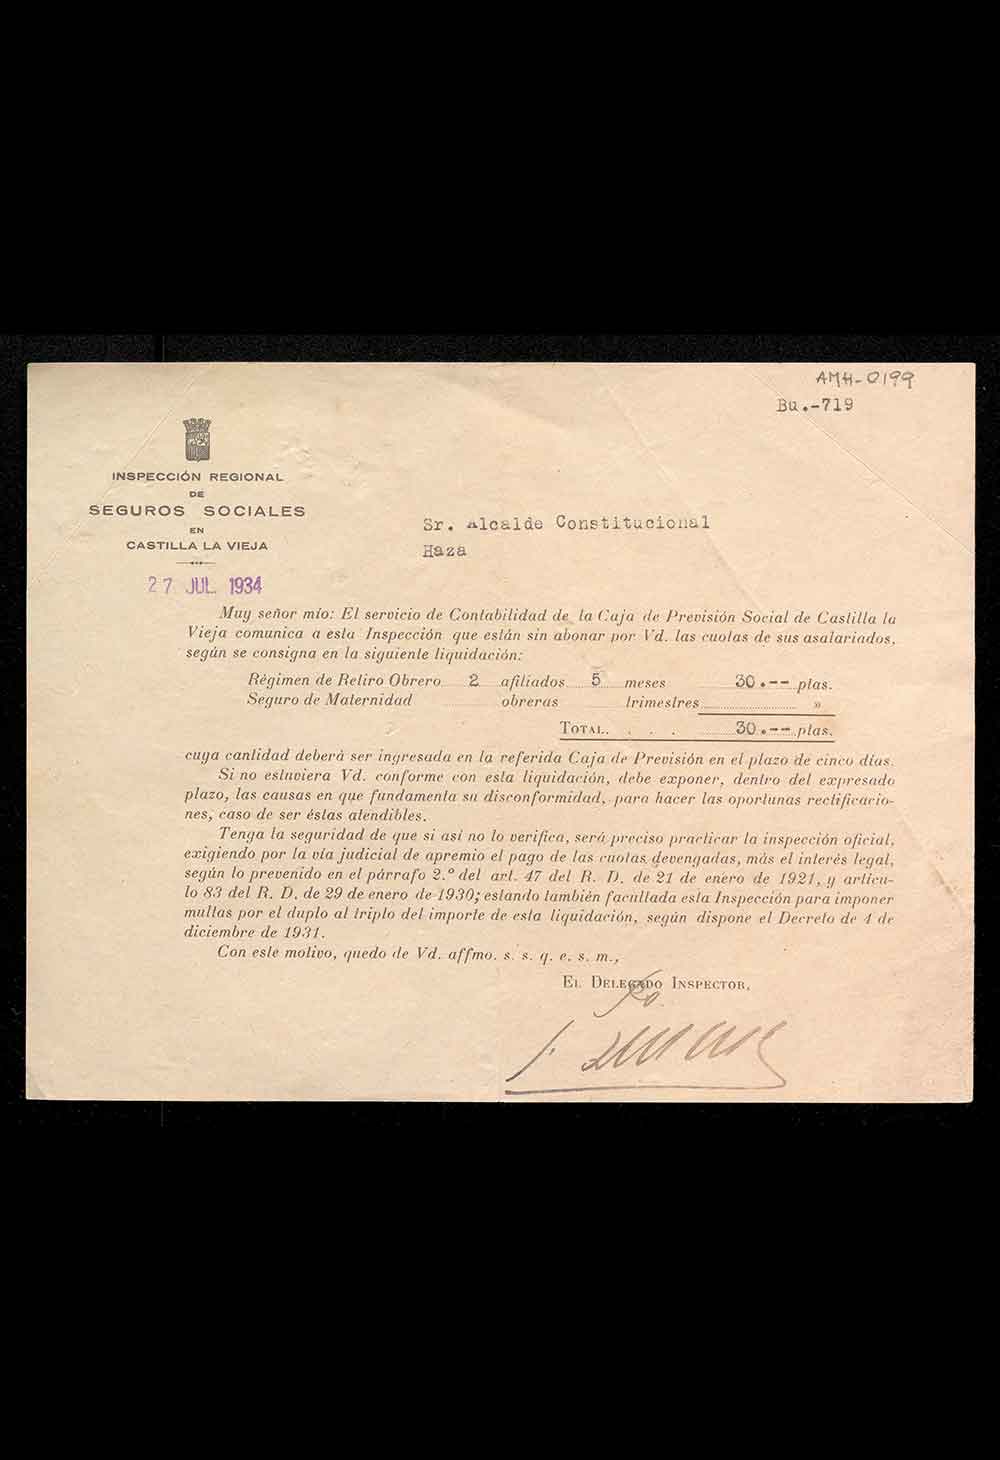 AMH-0199
Bu.-719
INSPECCIÓN REGIONAL
DE
SEGUROS SOCIALES
EN
CASTILLA LA VIEJA
27 JUL. 1934
Sr. Alcalde Constitucional
Haza
Muy señor mío: El servicio de Contabilidad de la Caja de Previsión Social de Castilla la
Vieja comunica a esta Inspección que están sin abonar por Vd. las cuotas de sus asalariados,
según se consigna en la siguiente liquidación:
Régimen de Retiro Obrero 2 afiliados 5 meses 30.-- ptas.
Seguro de Maternidad obreras trimestres »
TOTAL. . . . 30.-- ptas.
cuya cantidad deberá ser ingresada en la referida Caja de Previsión en el plazo de cinco días.
Si no estuviera Vd. conforme con esta liquidación, debe exponer, dentro del expresado
plazo, las causas en que fundamenta su disconformidad, para hacer las oportunas rectificacio-
nes, caso de ser éstas atendibles.
Tenga la seguridad de que si así no lo verifica, será preciso practicar la inspección oficial,
exigiendo por la vía judicial de apremio el pago de las cuotas devengadas, más el interés legal,
según lo prevenido en el párrafo 2.º del art. 47 del R. D. de 21 de enero de 1921, y artícu-
lo 83 del R. D. de 29 de enero de 1930; estando también facultada esta Inspección para imponer
multas por el duplo al triplo del importe de esta liquidación, según dispone el Decreto de 4 de
diciembre de 1931.
Con este motivo, quedo de Vd. affmo. s. s. q. e. s. m.,
EL DELEGADO INSPECTOR,